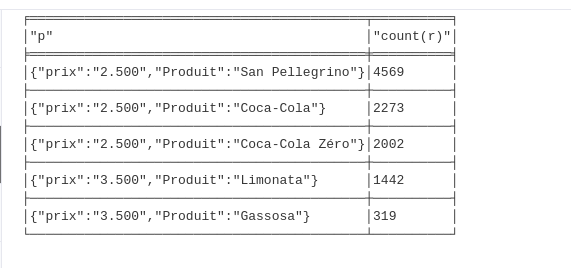 "p" "count(r)"
{"prix":"2.500","Produit":"San Pellegrino"} 4569
{"prix":"2.500","Produit":"Coca-Cola"} 2273
{"prix":"2.500","Produit":"Coca-Cola Zéro"} 2002
{"prix":"3.500","Produit":"Limonata"} 1442
{"prix":"3.500","Produit":"Gassosa"} 319